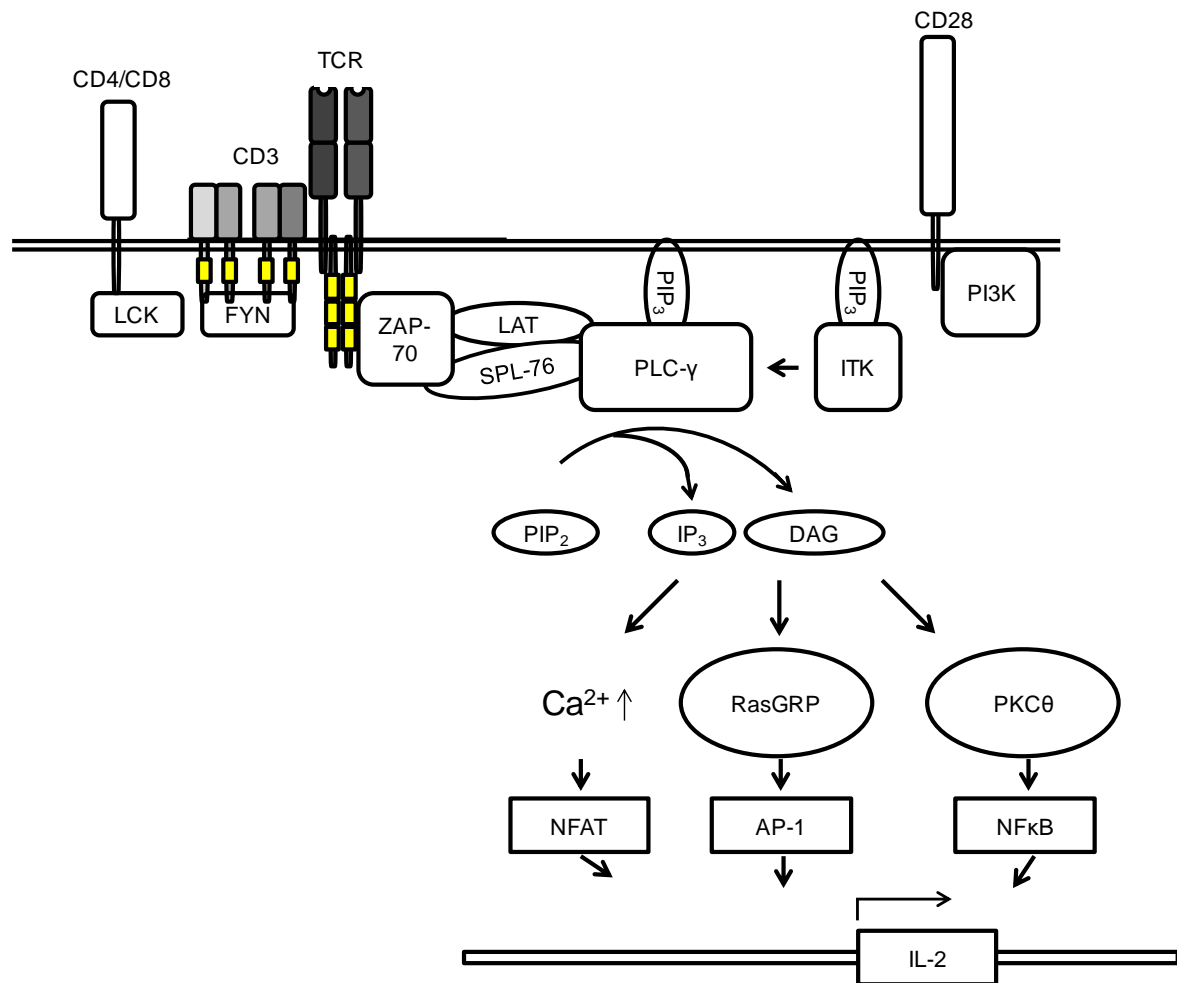 CD28
TCR
CD4/CD8
CD3
PIP₃
PIP₃
PI3K
LCK
FYN
ZAP-
70
LAT
SPL-76
PLC-γ
ITK
PIP₂
IP₃
DAG
Ca²⁺ ↑
RasGRP
PKCθ
NFAT
AP-1
NFκB
IL-2